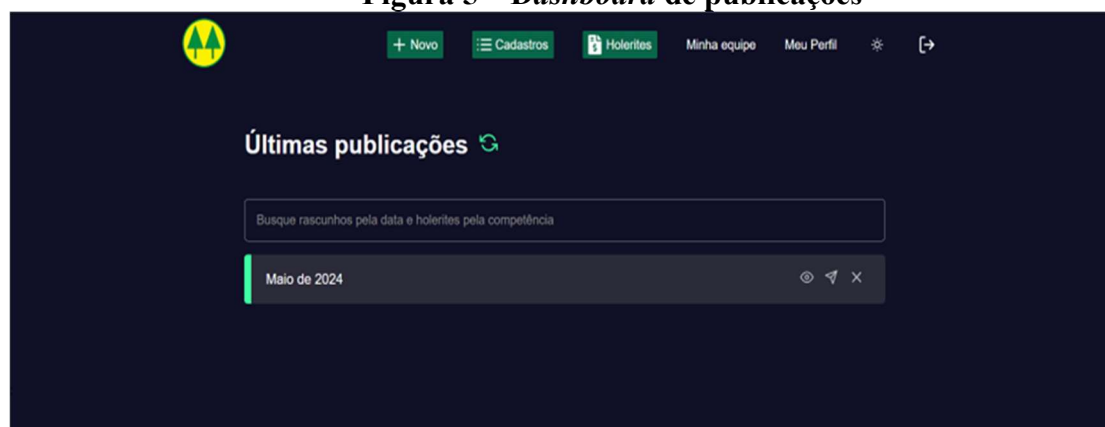 Figura 5 – Dashboard de publicações
+ Novo Cadastros Holerites Minha equipe Meu Perfil
Últimas publicações
Busque rascunhos pela data e holerites pela competência
Maio de 2024